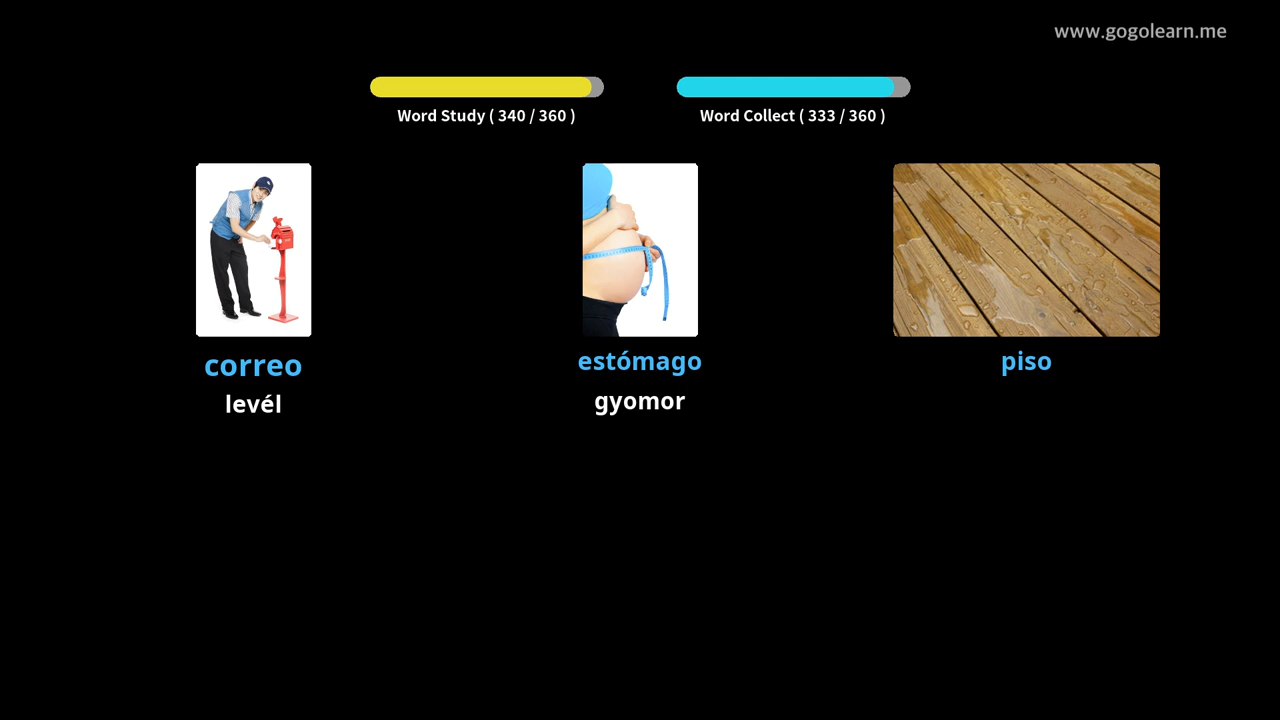 www.gogolearn.me
Word Study ( 340 / 360 )
Word Collect ( 333 / 360 )
correo
levél
estómago
gyomor
piso